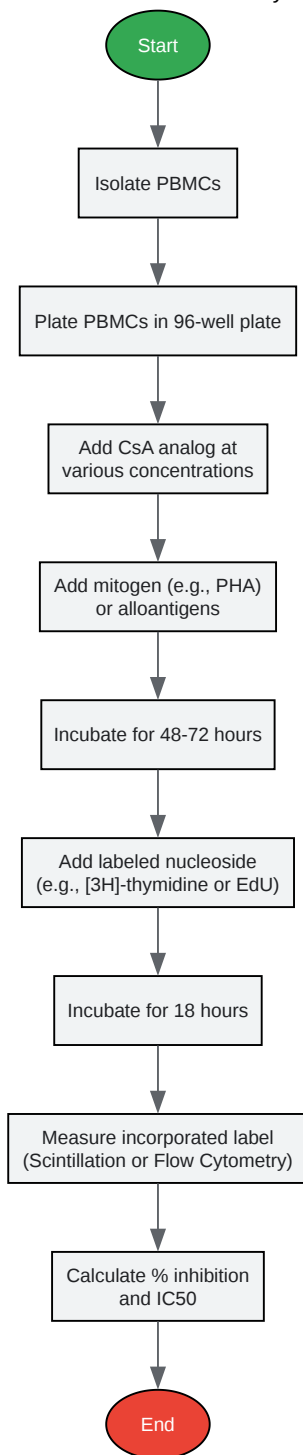 Start
Isolate PBMCs
Plate PBMCs in 96-well plate
Add CsA analog at
various concentrations
Add mitogen (e.g., PHA)
or alloantigens
Incubate for 48-72 hours
Add labeled nucleoside
(e.g., [3H]-thymidine or EdU)
Incubate for 18 hours
Measure incorporated label
(Scintillation or Flow Cytometry)
Calculate % inhibition
and IC50
End